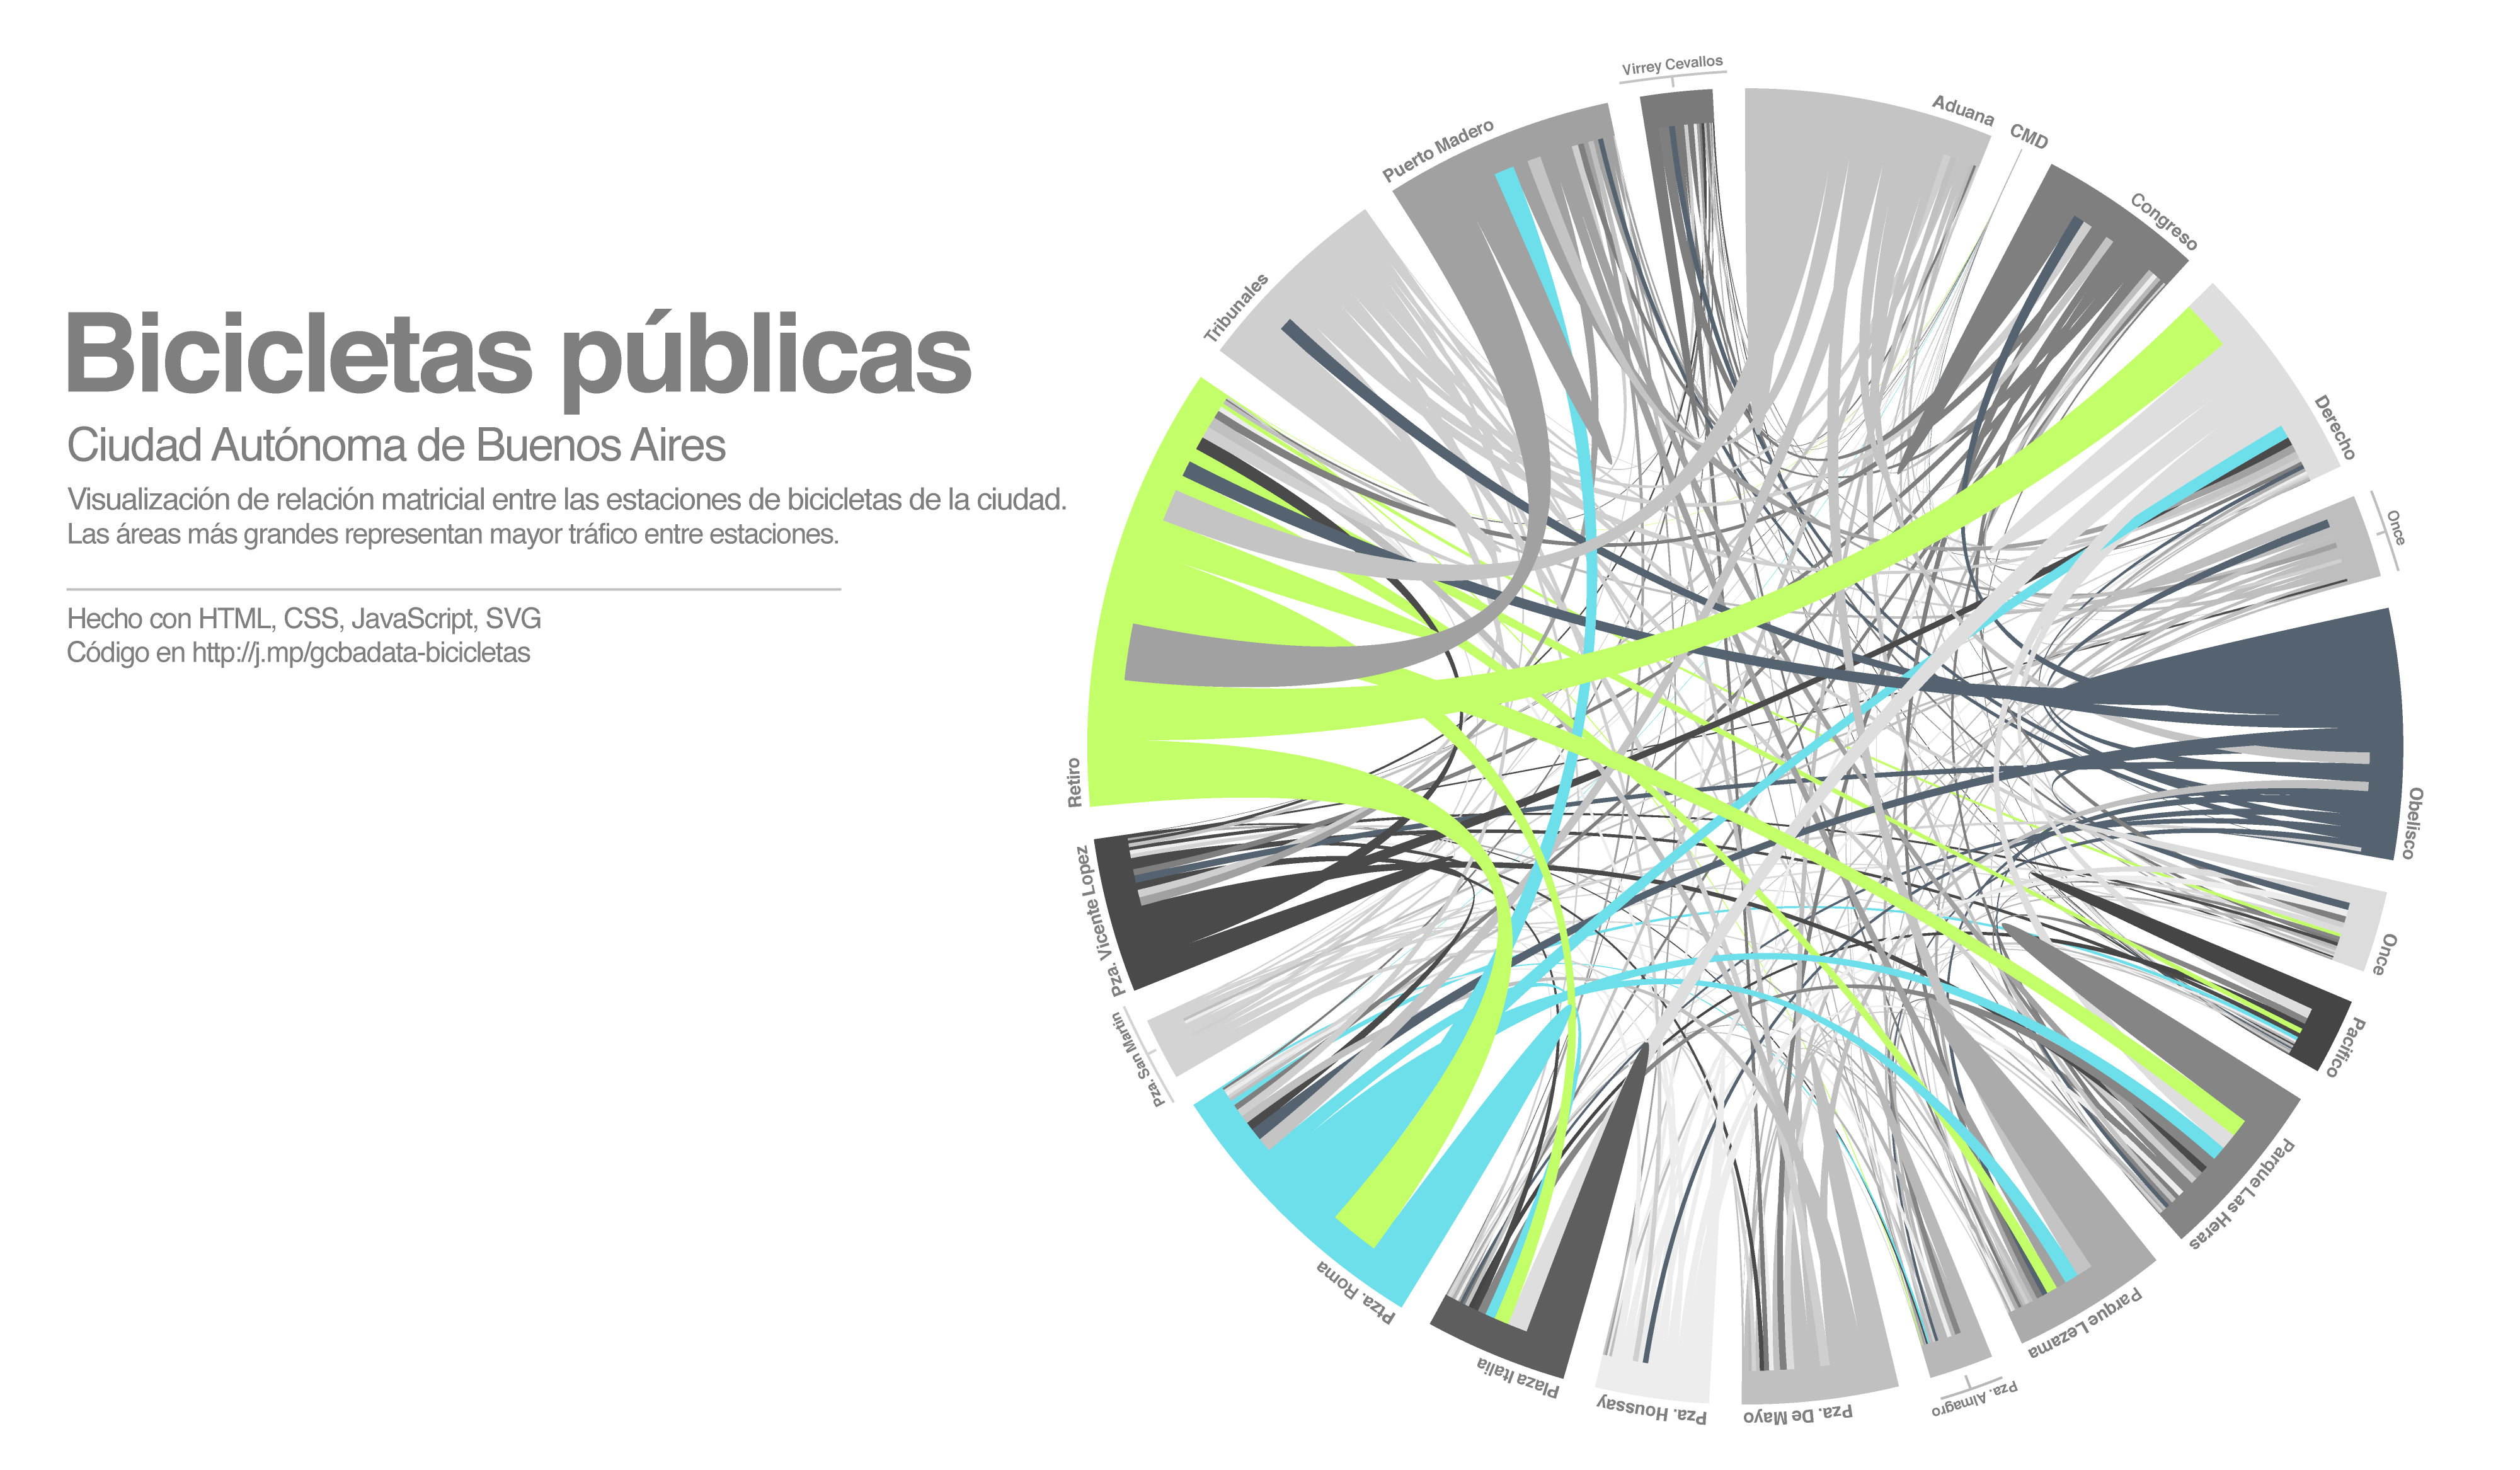 Bicicletas públicas
Ciudad Autónoma de Buenos Aires
Visualización de relación matricial entre las estaciones de bicicletas de la ciudad.
Las áreas más grandes representan mayor tráfico entre estaciones.
Hecho con HTML, CSS, JavaScript, SVG
Código en http://j.mp/gcbadata-bicicletas
Virrey Cevallos
Aduana
CMD
Congreso
Derecho
Once
Obelisco
Once
Pacifico
Parque Las Heras
Parque Lezama
Pza. Almagro
Pza. De Mayo
Pza. Houssay
Plaza Italia
Ptza. Roma
Pza. San Martin
Pza. Vicente Lopez
Retiro
Tribunales
Puerto Madero